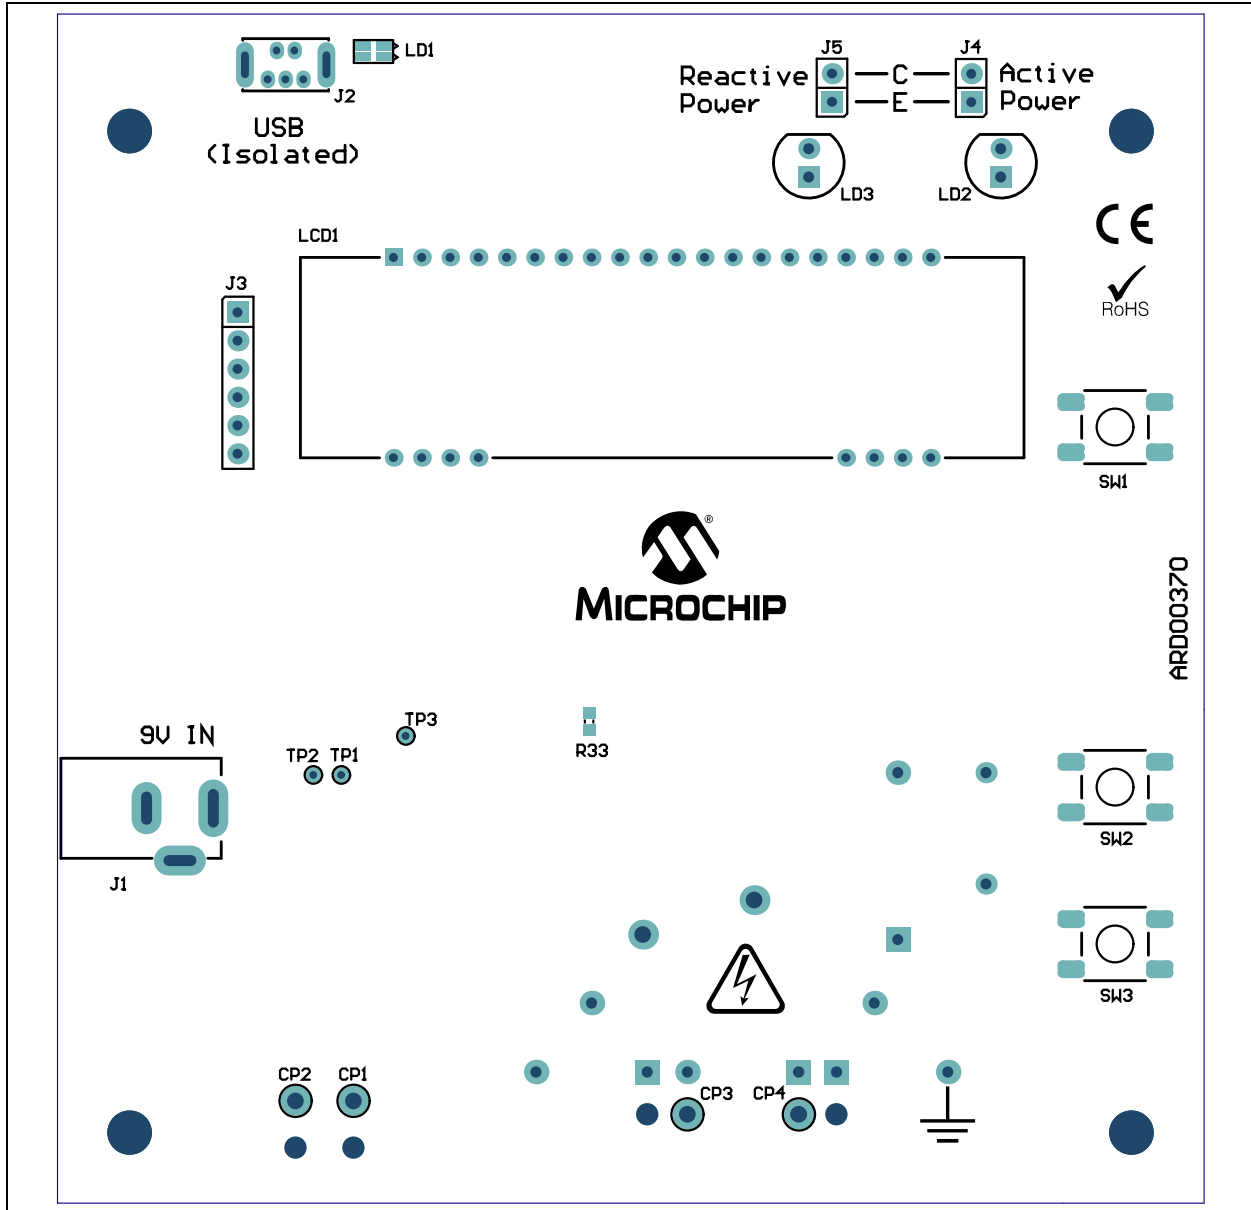 LD1
J2
USB
(Isolated)
J5
J4
Reactive
Power
C
E
Active
Power
LD3
LD2
CE
RoHS
LCD1
J3
SW1
®
MICROCHIP
ARD00370
9V IN
TP3
TP2
TP1
R33
J1
SW2
SW3
CP2
CP1
CP3
CP4